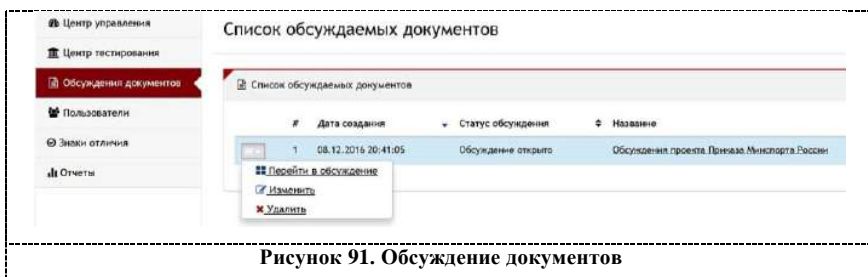 Центр управления
Список обсуждаемых документов
Центр тестирования
Обсуждения документов
Список обсуждаемых документов
Пользователи
# Дата создания Статус обсуждения Название
Знаки отличия
1 08.12.2016 20:41:05 Обсуждение открыто Обсуждения проекта Приказа Минспорта России
Отчеты
Перейти в обсуждение
Изменить
Удалить
Рисунок 91. Обсуждение документов